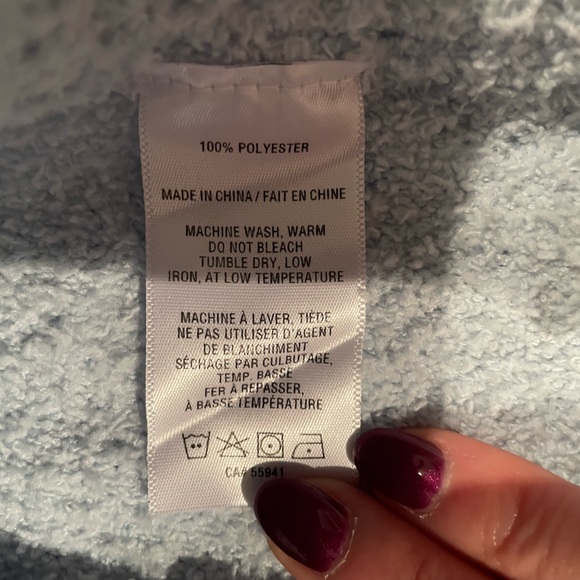 100% POLYESTER
MADE IN CHINA / FAIT EN CHINE
MACHINE WASH, WARM
DO NOT BLEACH
TUMBLE DRY, LOW
IRON, AT LOW TEMPERATURE
MACHINE À LAVER, TIÈDE
NE PAS UTILISER D'AGENT
DE BLANCHIMENT
SÉCHAGE PAR CULBUTAGE,
TEMP. BASSE
FER À REPASSER,
À BASSE TEMPÉRATURE
CA# 55941